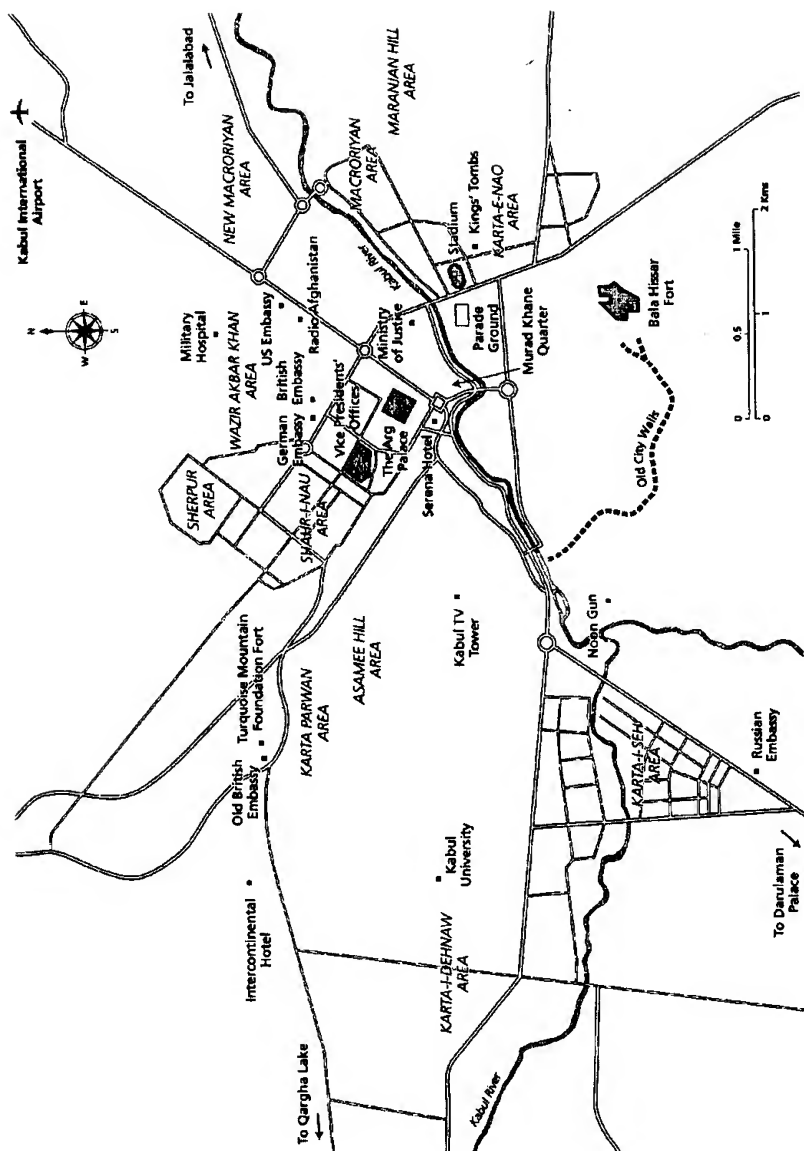 Kabul International
Airport
To Jalalabad
N
W
E
S
NEW MACRORIYAN
AREA
MARANJAN HILL
AREA
MACRORIYAN
AREA
Military
Hospital
WAZIR AKBAR KHAN
AREA
US Embassy
Radio Afghanistan
Kabul River
SHERPUR
AREA
German
Embassy
British
Embassy
Vice Presidents'
Offices
Ministry
of Justice
Stadium
Kings' Tombs
KARTA-E-NAO
AREA
SHAHR-I-NAU
AREA
The Arg
Palace
Serena Hotel
Parade
Ground
Murad Khane
Quarter
Bala Hissar
Fort
Old City Walls
0
0.5
1 Mile
0
1
2 Kms
Turquoise Mountain
Foundation Fort
Old British
Embassy
KARTA PARWAN
AREA
ASAMEE HILL
AREA
Kabul TV
Tower
Noon Gun
Intercontinental
Hotel
Kabul
University
KARTA-I-SEH
AREA
Russian
Embassy
KARTA-I-DEHNAW
AREA
To Darulaman
Palace
To Qargha Lake
Kabul River